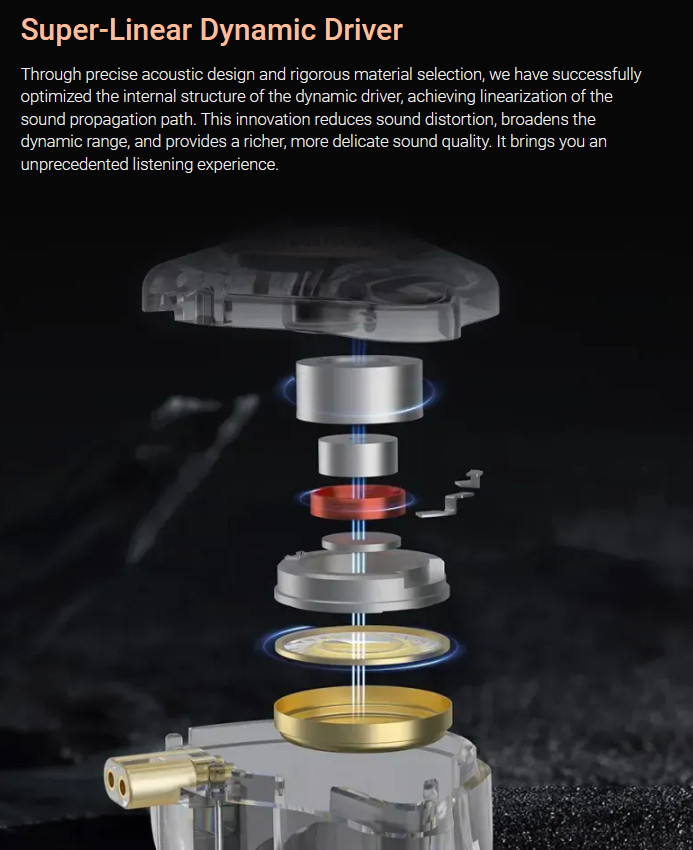 Super-Linear Dynamic Driver
Through precise acoustic design and rigorous material selection, we have successfully
optimized the internal structure of the dynamic driver, achieving linearization of the
sound propagation path. This innovation reduces sound distortion, broadens the
dynamic range, and provides a richer, more delicate sound quality. It brings you an
unprecedented listening experience.